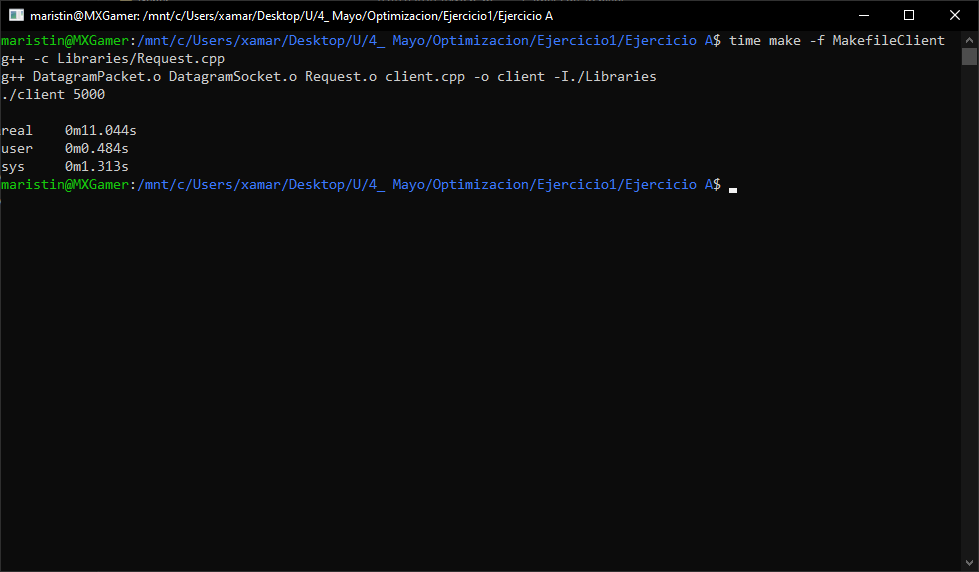 maristin@MXGamer: /mnt/c/Users/xamar/Desktop/U/4_ Mayo/Optimizacion/Ejercicio1/Ejercicio A
maristin@MXGamer:/mnt/c/Users/xamar/Desktop/U/4_ Mayo/Optimizacion/Ejercicio1/Ejercicio A$ time make -f MakefileClient
g++ -c Libraries/Request.cpp
g++ DatagramPacket.o DatagramSocket.o Request.o client.cpp -o client -I./Libraries
./client 5000
real 0m11.044s
user 0m0.484s
sys 0m1.313s
maristin@MXGamer:/mnt/c/Users/xamar/Desktop/U/4_ Mayo/Optimizacion/Ejercicio1/Ejercicio A$